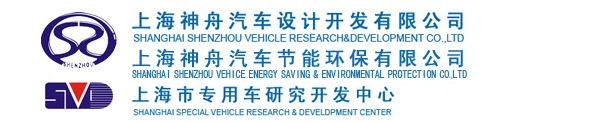 上海神舟汽车设计开发有限公司
SHANGHAI SHENZHOU VEHICLE RESEARCH&DEVELOPMENT CO.,LTD
上海神舟汽车节能环保有限公司
SHANGHAI SHENZHOU VEHICE ENERGY SAVING & ENVIRONMENTAL PROTECTION CO,LTD
SHENZHOU
SVD
上海市专用车研究开发中心
SHANGHAI SPECIAL VEHICLE RESEARCH & DEVELDPMENT CENTER